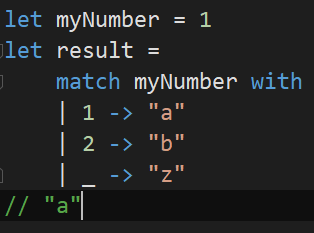 let myNumber = 1
let result =
    match myNumber with
    | 1 -> "a"
    | 2 -> "b"
    | _ -> "z"
// "a"